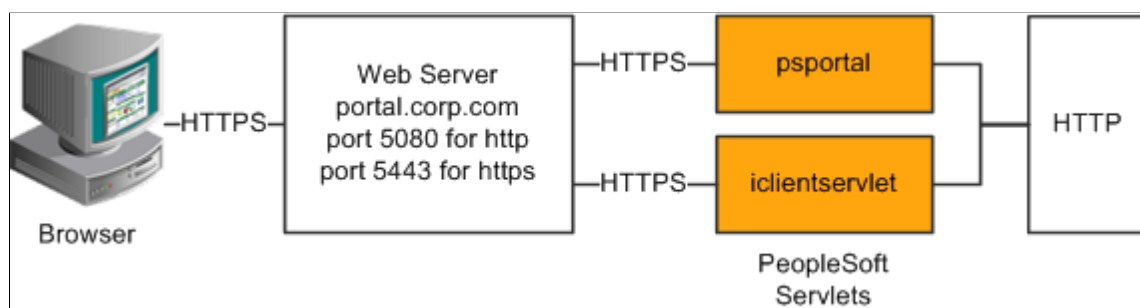 Browser
HTTPS
Web Server
portal.corp.com
port 5080 for http
port 5443 for https
HTTPS
psportal
HTTPS
iclientservlet
PeopleSoft
Servlets
HTTP